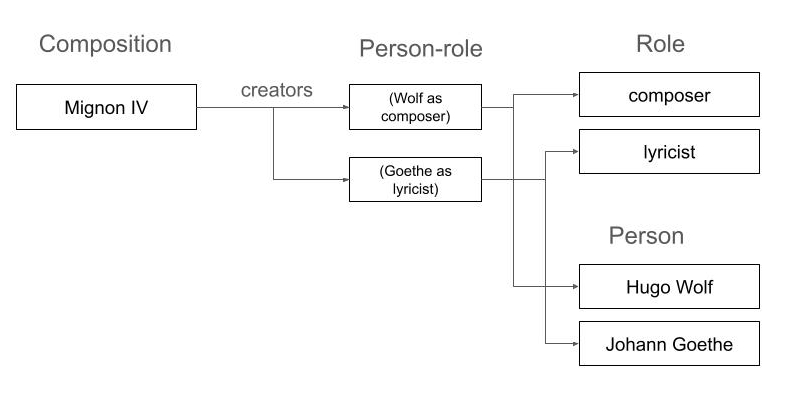 Composition
Person-role
Role
Mignon IV
creators
(Wolf as
composer)
composer
(Goethe as
lyricist)
lyricist
Person
Hugo Wolf
Johann Goethe